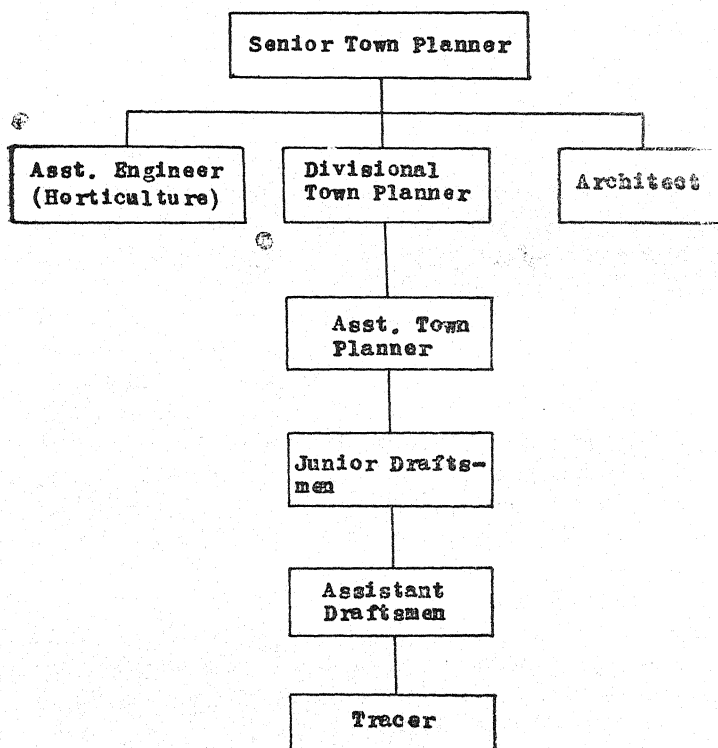 Senior Town Planner
Asst. Engineer
(Horticulture)
Divisional
Town Planner
Architect
Asst. Town
Planner
Junior Drafts-
men
Assistant
Draftsmen
Tracer